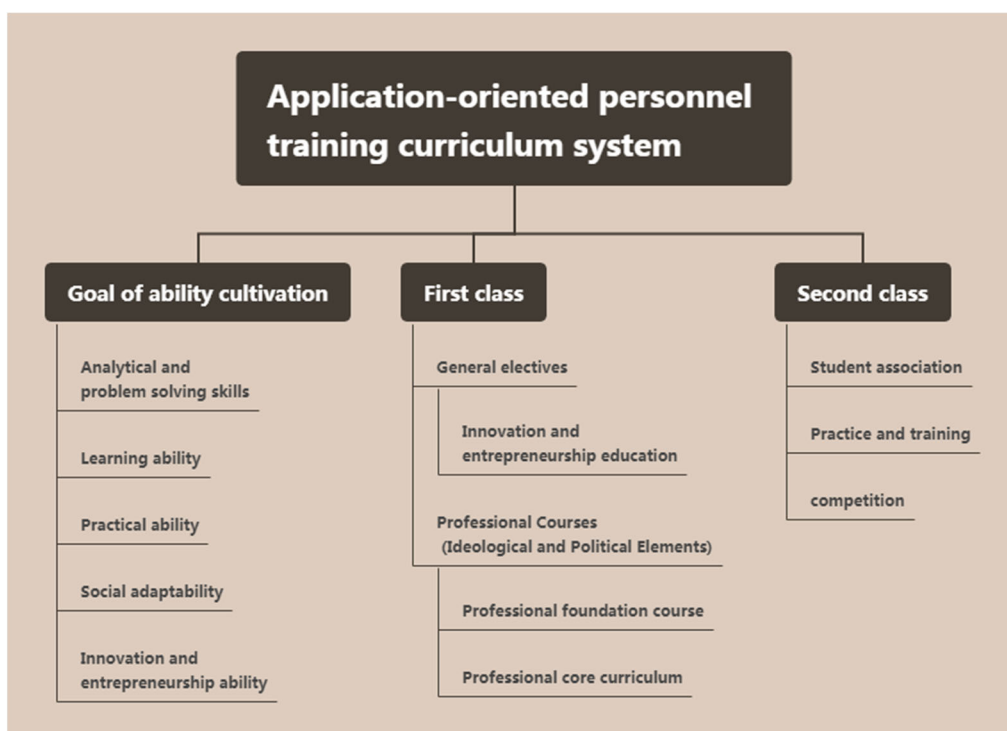 Application-oriented personnel
training curriculum system
Goal of ability cultivation
Analytical and
problem solving skills
Learning ability
Practical ability
Social adaptability
Innovation and
entrepreneurship ability
First class
General electives
Innovation and
entrepreneurship education
Professional Courses
(Ideological and Political Elements)
Professional foundation course
Professional core curriculum
Second class
Student association
Practice and training
competition